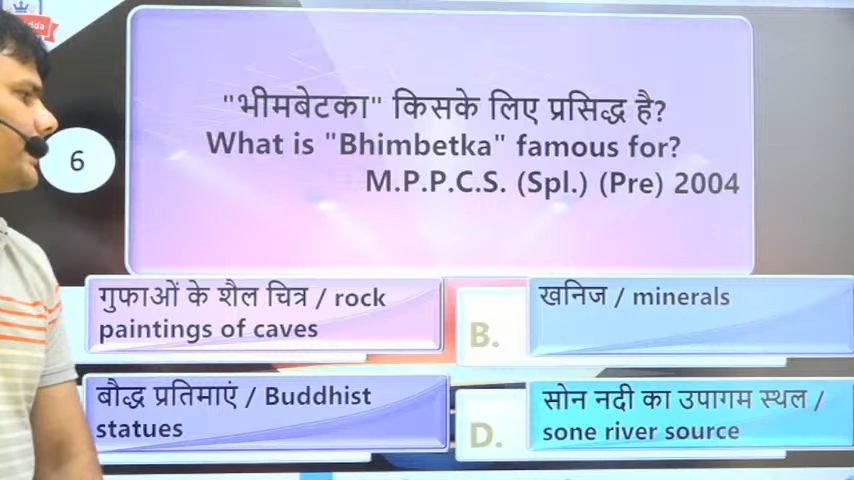 dda
6
"भीमबेटका" किसके लिए प्रसिद्ध है?
What is "Bhimbetka" famous for?
M.P.P.C.S. (Spl.) (Pre) 2004
गुफाओं के शैल चित्र / rock
paintings of caves
B.
खनिज / minerals
बौद्ध प्रतिमाएं / Buddhist
statues
D.
सोन नदी का उपागम स्थल /
sone river source